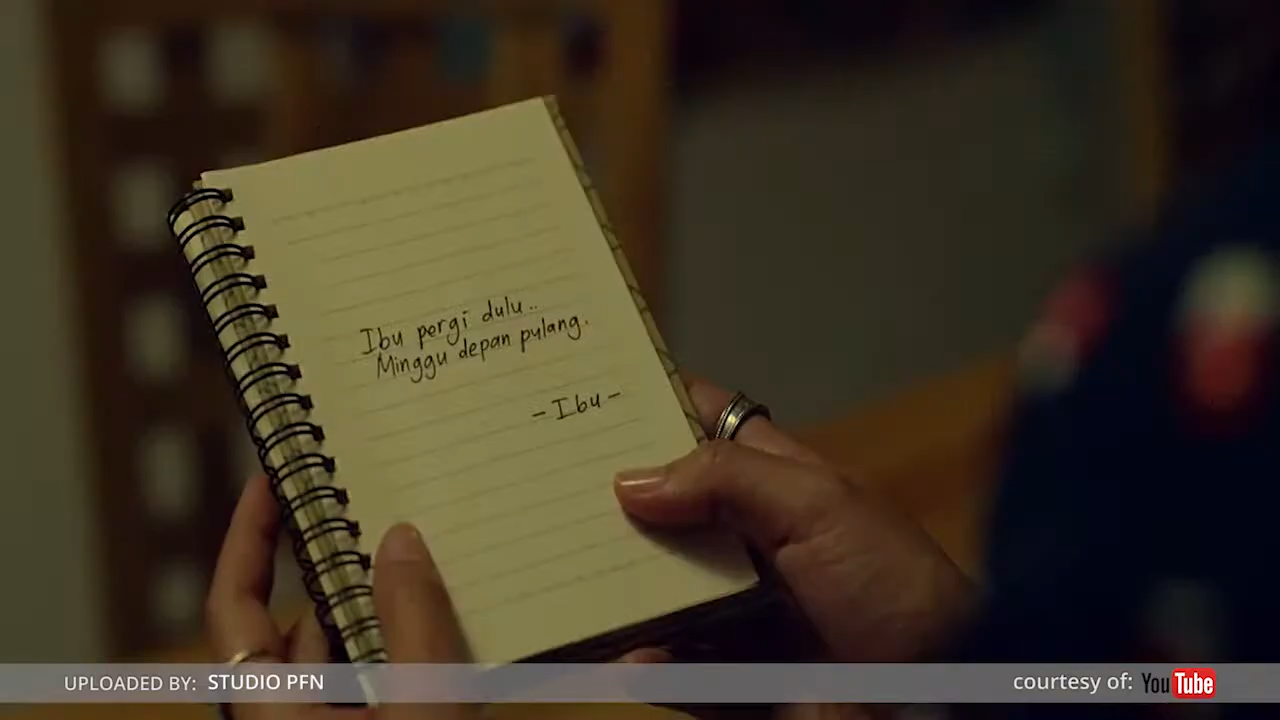 Ibu pergi dulu..
Minggu depan pulang.
- Ibu -
UPLOADED BY: STUDIO PFN
courtesy of: YouTube